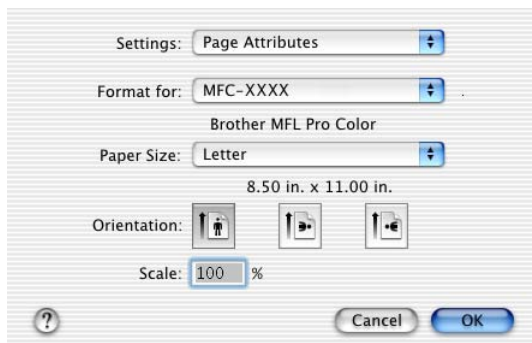 Settings: Page Attributes
Format for: MFC-XXXX
Brother MFL Pro Color
Paper Size: Letter
8.50 in. x 11.00 in.
Orientation:
Scale: 100 %
? Cancel OK